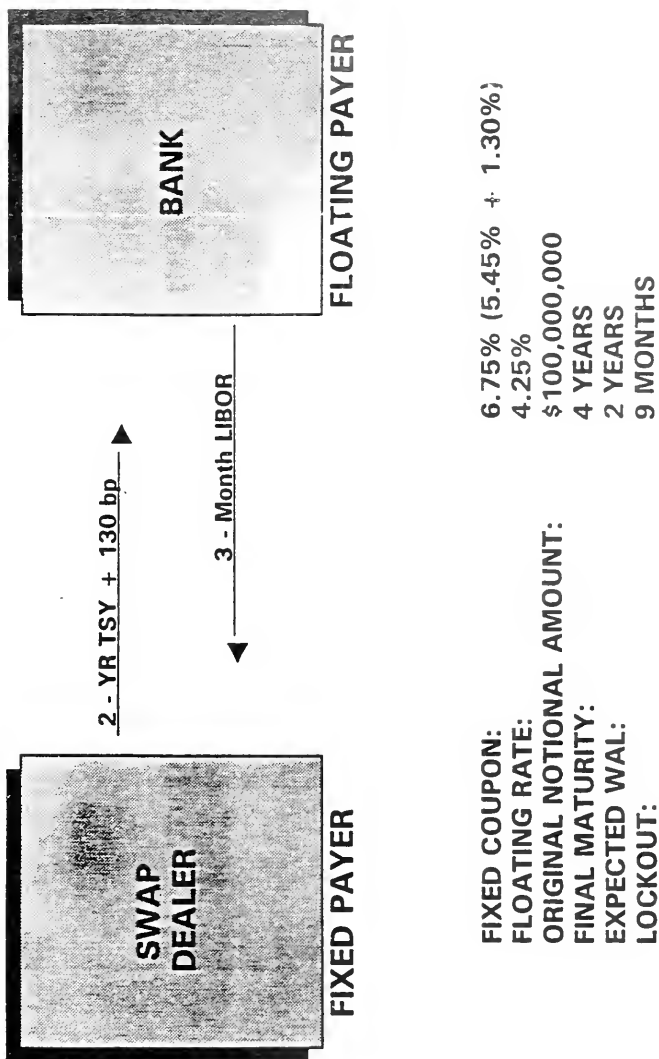 SWAP
DEALER
FIXED PAYER
2 - YR TSY + 130 bp
3 - Month LIBOR
BANK
FLOATING PAYER
FIXED COUPON: 6.75% (5.45% + 1.30%)
FLOATING RATE: 4.25%
ORIGINAL NOTIONAL AMOUNT: $100,000,000
FINAL MATURITY: 4 YEARS
EXPECTED WAL: 2 YEARS
LOCKOUT: 9 MONTHS